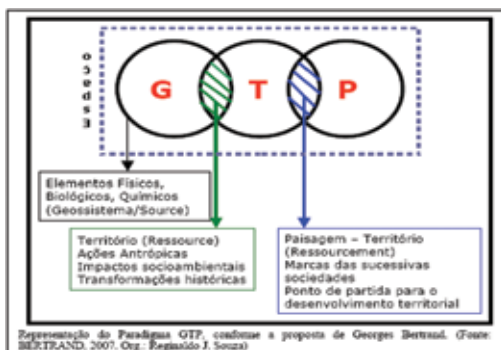 Espaço
G T P
Elementos Físicos,
Biológicos, Químicos
(Geossistema/Source)
Território (Ressource)
Ações Antrópicas
Impactos socioambientais
Transformações históricas
Paisagem – Território
(Ressourcement)
Marcas das sucessivas
sociedades
Ponto de partida para o
desenvolvimento territorial
Representação do Paradigma GTP, conforme a proposta de Georges Bertrand. (Fonte:
BERTRAND, 2007. Org.: Reginaldo J. Souza)